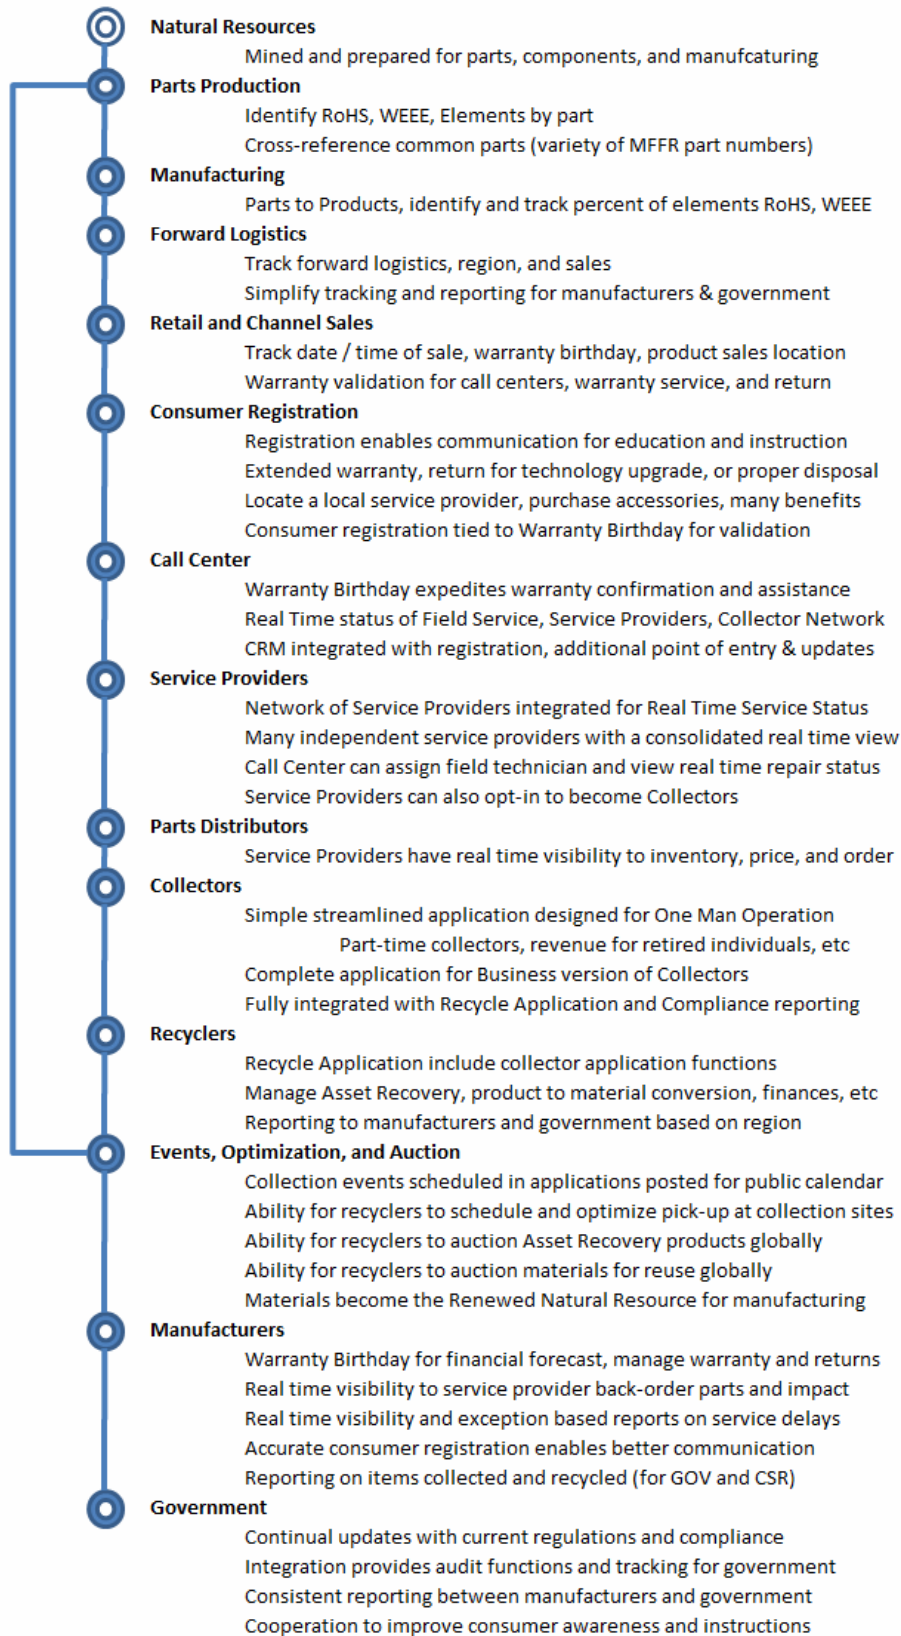 Natural Resources
Mined and prepared for parts, components, and manufcaturing
Parts Production
Identify RoHS, WEEE, Elements by part
Cross-reference common parts (variety of MFFR part numbers)
Manufacturing
Parts to Products, identify and track percent of elements RoHS, WEEE
Forward Logistics
Track forward logistics, region, and sales
Simplify tracking and reporting for manufacturers & government
Retail and Channel Sales
Track date / time of sale, warranty birthday, product sales location
Warranty validation for call centers, warranty service, and return
Consumer Registration
Registration enables communication for education and instruction
Extended warranty, return for technology upgrade, or proper disposal
Locate a local service provider, purchase accessories, many benefits
Consumer registration tied to Warranty Birthday for validation
Call Center
Warranty Birthday expedites warranty confirmation and assistance
Real Time status of Field Service, Service Providers, Collector Network
CRM integrated with registration, additional point of entry & updates
Service Providers
Network of Service Providers integrated for Real Time Service Status
Many independent service providers with a consolidated real time view
Call Center can assign field technician and view real time repair status
Service Providers can also opt-in to become Collectors
Parts Distributors
Service Providers have real time visibility to inventory, price, and order
Collectors
Simple streamlined application designed for One Man Operation
Part-time collectors, revenue for retired individuals, etc
Complete application for Business version of Collectors
Fully integrated with Recycle Application and Compliance reporting
Recyclers
Recycle Application include collector application functions
Manage Asset Recovery, product to material conversion, finances, etc
Reporting to manufacturers and government based on region
Events, Optimization, and Auction
Collection events scheduled in applications posted for public calendar
Ability for recyclers to schedule and optimize pick-up at collection sites
Ability for recyclers to auction Asset Recovery products globally
Ability for recyclers to auction materials for reuse globally
Materials become the Renewed Natural Resource for manufacturing
Manufacturers
Warranty Birthday for financial forecast, manage warranty and returns
Real time visibility to service provider back-order parts and impact
Real time visibility and exception based reports on service delays
Accurate consumer registration enables better communication
Reporting on items collected and recycled (for GOV and CSR)
Government
Continual updates with current regulations and compliance
Integration provides audit functions and tracking for government
Consistent reporting between manufacturers and government
Cooperation to improve consumer awareness and instructions